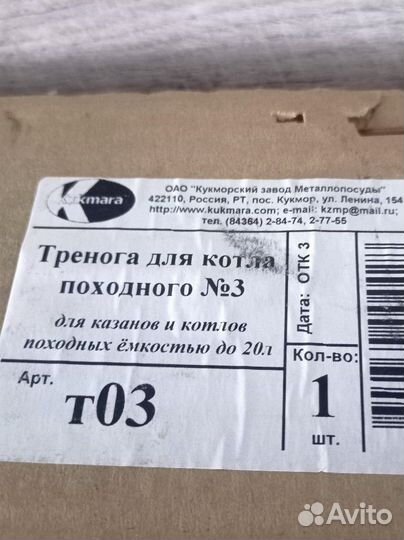 Kukmara
ОАО "Кукморский завод Металлопосуды"
422110, Россия, РТ, пос. Кукмор, ул. Ленина, 154
http://www.kukmara.com; e-mail: kzmp@mail.ru;
тел. (84364) 2-84-74, 2-77-55
Тренога для котла
походного №3
для казанов и котлов
походных ёмкостью до 20л
Дата: ОТК 3
Кол-во:
1
шт.
Арт.
т03
Avito